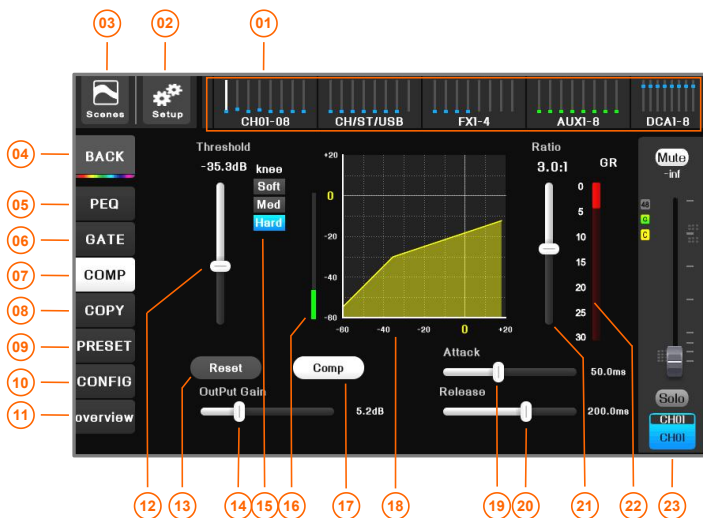 03 02 01
Scenes Setup CH01-08 CH/ST/USB FX1-4 AUX1-8 DCA1-8
04 BACK
Threshold
-35.3dB
knee
Soft
Med
Hard
+20
0
-20
-40
-60
-60 -40 -20 0 +20
Ratio
3.0:1 GR
0
5
10
15
20
25
30
Mute
-inf
48
G
C
05 PEQ
06 GATE
07 COMP
08 COPY
09 PRESET
10 CONFIG
11 overview
Reset Comp
OutPut Gain
5.2dB
Attack
50.0ms
Release
200.0ms
Solo
CH01
CH01
12 13 14 15 16 17 18 19 20 21 22 23